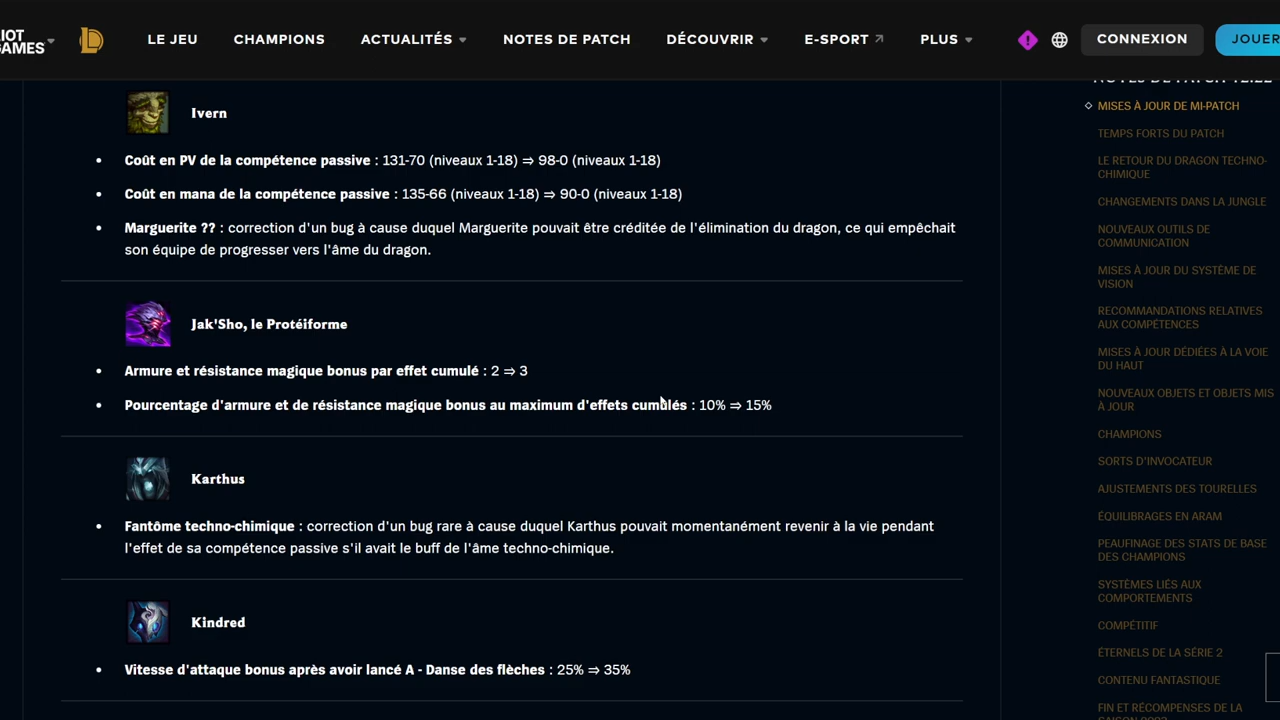 IOT
GAMES
LE JEU
CHAMPIONS
ACTUALITÉS
NOTES DE PATCH
DÉCOUVRIR
E-SPORT
PLUS
CONNEXION
JOUER
Ivern
• Coût en PV de la compétence passive : 131-70 (niveaux 1-18) ⇒ 98-0 (niveaux 1-18)
• Coût en mana de la compétence passive : 135-66 (niveaux 1-18) ⇒ 90-0 (niveaux 1-18)
• Marguerite ?? : correction d'un bug à cause duquel Marguerite pouvait être créditée de l'élimination du dragon, ce qui empêchait
son équipe de progresser vers l'âme du dragon.
Jak'Sho, le Protéiforme
• Armure et résistance magique bonus par effet cumulé : 2 ⇒ 3
• Pourcentage d'armure et de résistance magique bonus au maximum d'effets cumulés : 10% ⇒ 15%
Karthus
• Fantôme techno-chimique : correction d'un bug rare à cause duquel Karthus pouvait momentanément revenir à la vie pendant
l'effet de sa compétence passive s'il avait le buff de l'âme techno-chimique.
Kindred
• Vitesse d'attaque bonus après avoir lancé A - Danse des flèches : 25% ⇒ 35%
NOTES DE PATCH 12.22
MISES À JOUR DE MI-PATCH
TEMPS FORTS DU PATCH
LE RETOUR DU DRAGON TECHNO-
CHIMIQUE
CHANGEMENTS DANS LA JUNGLE
NOUVEAUX OUTILS DE
COMMUNICATION
MISES À JOUR DU SYSTÈME DE
VISION
RECOMMANDATIONS RELATIVES
AUX COMPÉTENCES
MISES À JOUR DÉDIÉES À LA VOIE
DU HAUT
NOUVEAUX OBJETS ET OBJETS MIS
À JOUR
CHAMPIONS
SORTS D'INVOCATEUR
AJUSTEMENTS DES TOURELLES
ÉQUILIBRAGES EN ARAM
PEAUFINAGE DES STATS DE BASE
DES CHAMPIONS
SYSTÈMES LIÉS AUX
COMPORTEMENTS
COMPÉTITIF
ÉTERNELS DE LA SÉRIE 2
CONTENU FANTASTIQUE
FIN ET RÉCOMPENSES DE LA